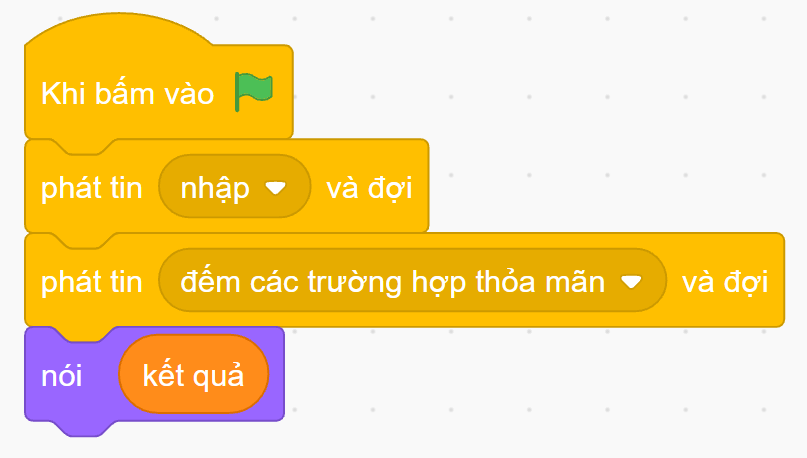 Khi bấm vào
phát tin nhập và đợi
phát tin đếm các trường hợp thỏa mãn và đợi
nói kết quả